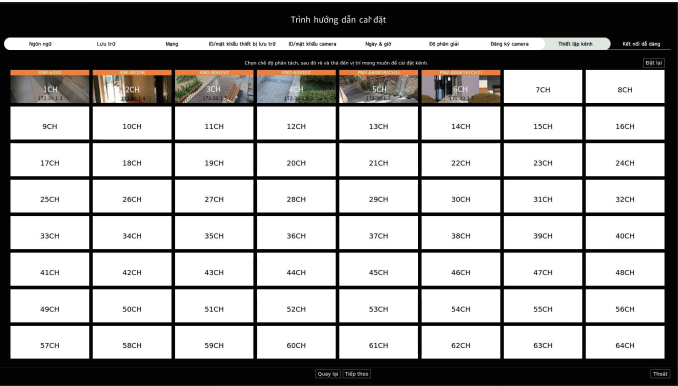 Trình hướng dẫn cài đặt
Ngôn ngữ Lưu trữ Mạng ID/mật khẩu thiết bị lưu trữ ID/mật khẩu camera Ngày & giờ Độ phân giải Đăng ký camera Thiết lập kênh Kết nối dễ dàng
Chọn chế độ phân tách, sau đó rê và thả đến vị trí mong muốn để cài đặt kênh.
Đặt lại
1CH 2CH 3CH 4CH 5CH 6CH 7CH 8CH
9CH 10CH 11CH 12CH 13CH 14CH 15CH 16CH
17CH 18CH 19CH 20CH 21CH 22CH 23CH 24CH
25CH 26CH 27CH 28CH 29CH 30CH 31CH 32CH
33CH 34CH 35CH 36CH 37CH 38CH 39CH 40CH
41CH 42CH 43CH 44CH 45CH 46CH 47CH 48CH
49CH 50CH 51CH 52CH 53CH 54CH 55CH 56CH
57CH 58CH 59CH 60CH 61CH 62CH 63CH 64CH
Quay lại Tiếp theo Thoát